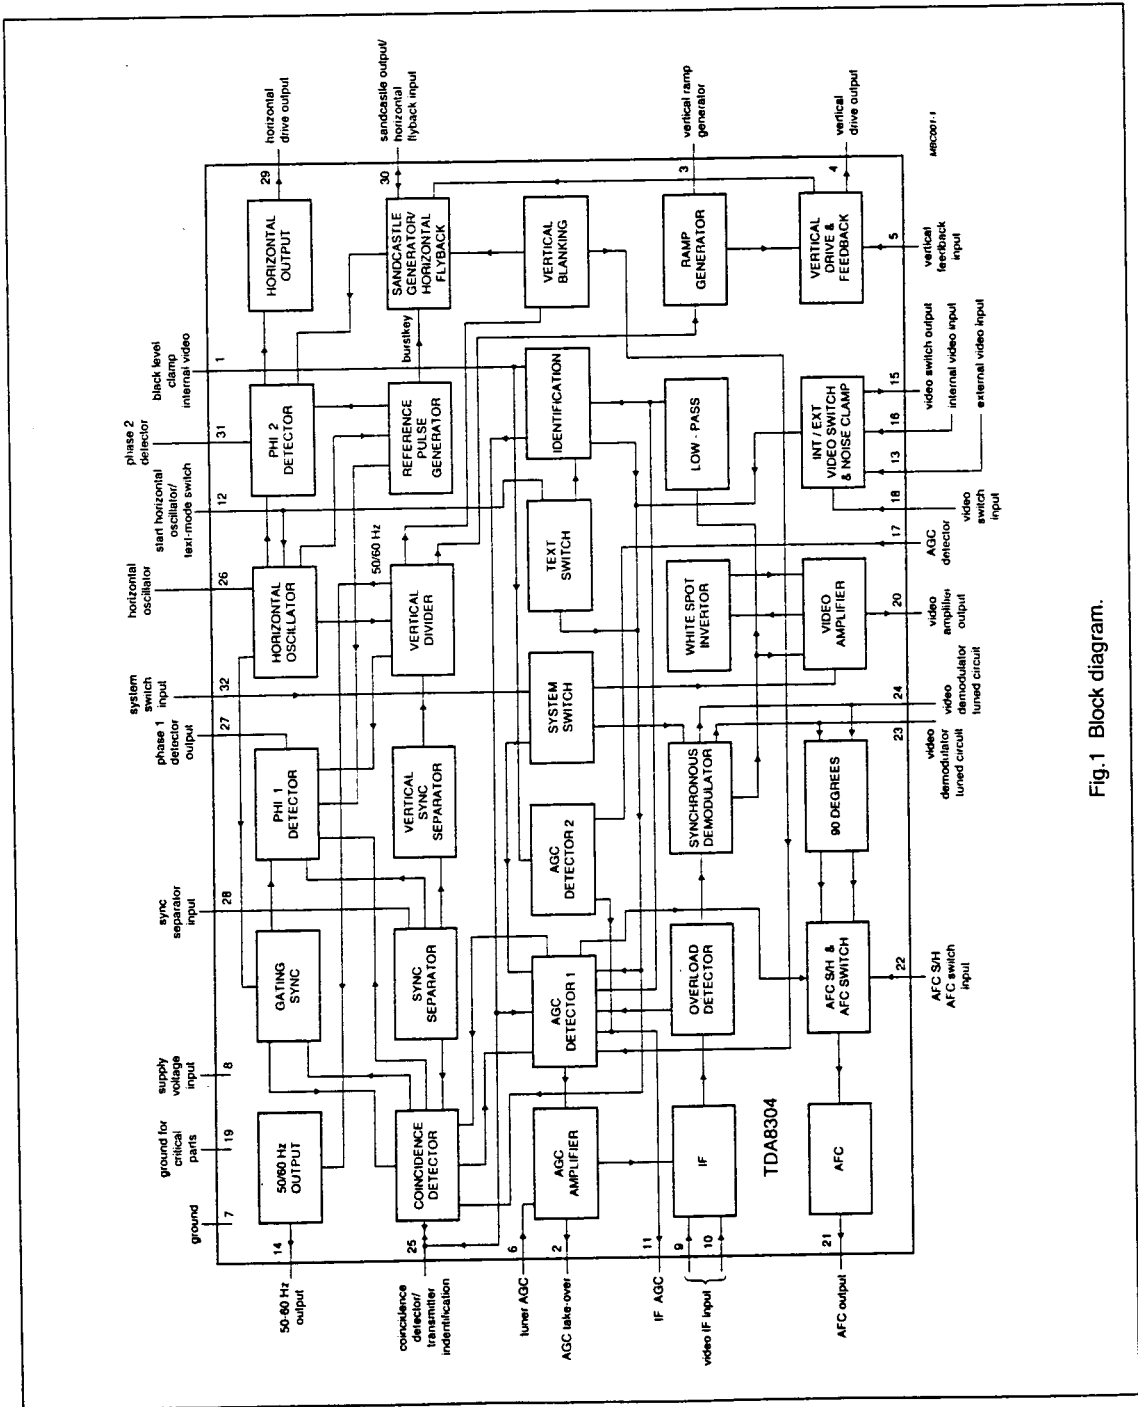 ground
7
ground for
critical
parts
19
supply
voltage
input
8
sync
separator
input
28
phase 1
detector
output
27
system
switch
input
32
horizontal
oscillator
26
start horizontal
oscillator/
text-mode switch
12
phase 2
detector
31
black level
clamp
internal video
1
50-60 Hz
output
14
50/60 Hz
OUTPUT
GATING
SYNC
PHI 1
DETECTOR
HORIZONTAL
OSCILLATOR
PHI 2
DETECTOR
HORIZONTAL
OUTPUT
29
horizontal
drive output
coincidence
detector/
transmitter
indentification
25
COINCIDENCE
DETECTOR
SYNC
SEPARATOR
VERTICAL
SYNC
SEPARATOR
50/60 Hz
VERTICAL
DIVIDER
REFERENCE
PULSE
GENERATOR
burstkey
SANDCASTLE
GENERATOR/
HORIZONTAL
FLYBACK
30
sandcastle output/
horizontal
flyback input
tuner AGC
6
AGC take-over
2
AGC
AMPLIFIER
AGC
DETECTOR 1
AGC
DETECTOR 2
SYSTEM
SWITCH
TEXT
SWITCH
IDENTIFICATION
VERTICAL
BLANKING
IF AGC
11
video IF input
9
10
IF
OVERLOAD
DETECTOR
SYNCHRONOUS
DEMODULATOR
WHITE SPOT
INVERTOR
LOW - PASS
RAMP
GENERATOR
3
vertical ramp
generator
TDA8304
AFC output
21
AFC
AFC S/H &
AFC SWITCH
90 DEGREES
VIDEO
AMPLIFIER
INT / EXT
VIDEO SWITCH
& NOISE CLAMP
VERTICAL
DRIVE &
FEEDBACK
4
vertical
drive output
22
AFC S/H
AFC switch
input
23
video
demodulator
tuned circuit
24
video
demodulator
tuned circuit
20
video
amplifier
output
17
AGC
detector
18
video
switch
input
13
16
15
video switch output
internal video input
external video input
5
vertical
feedback
input
MBC001-1
Fig.1 Block diagram.